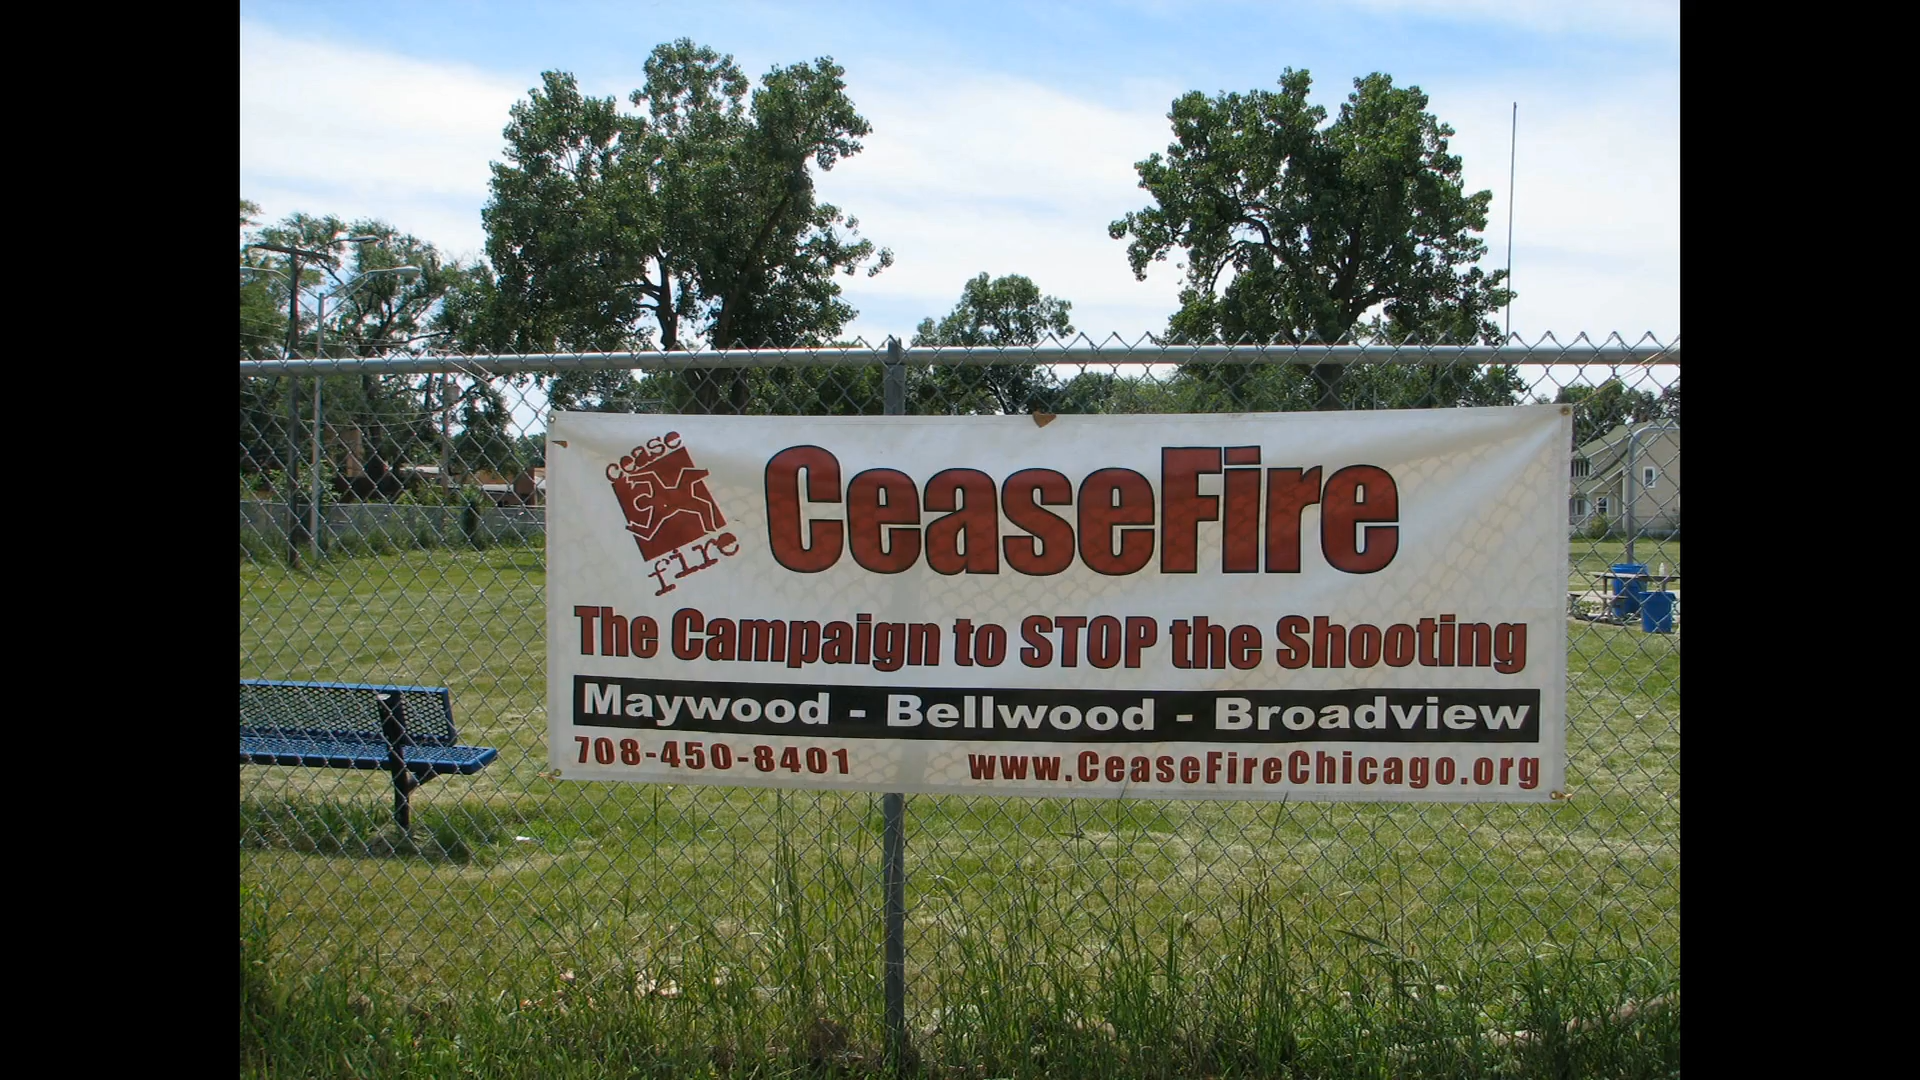 cease
fire
CeaseFire
The Campaign to STOP the Shooting
Maywood - Bellwood - Broadview
708-450-8401 www.CeaseFireChicago.org